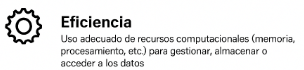 Eficiencia
Uso adecuado de recursos computacionales (memoria,
procesamiento, etc.) para gestionar, almacenar o
acceder a los datos